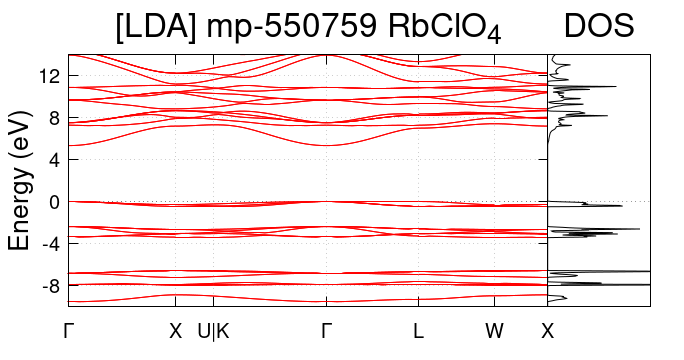 [LDA] mp-550759 RbClO4 DOS
Energy (eV)
12
8
4
0
-4
-8
Γ X U|K Γ L W X